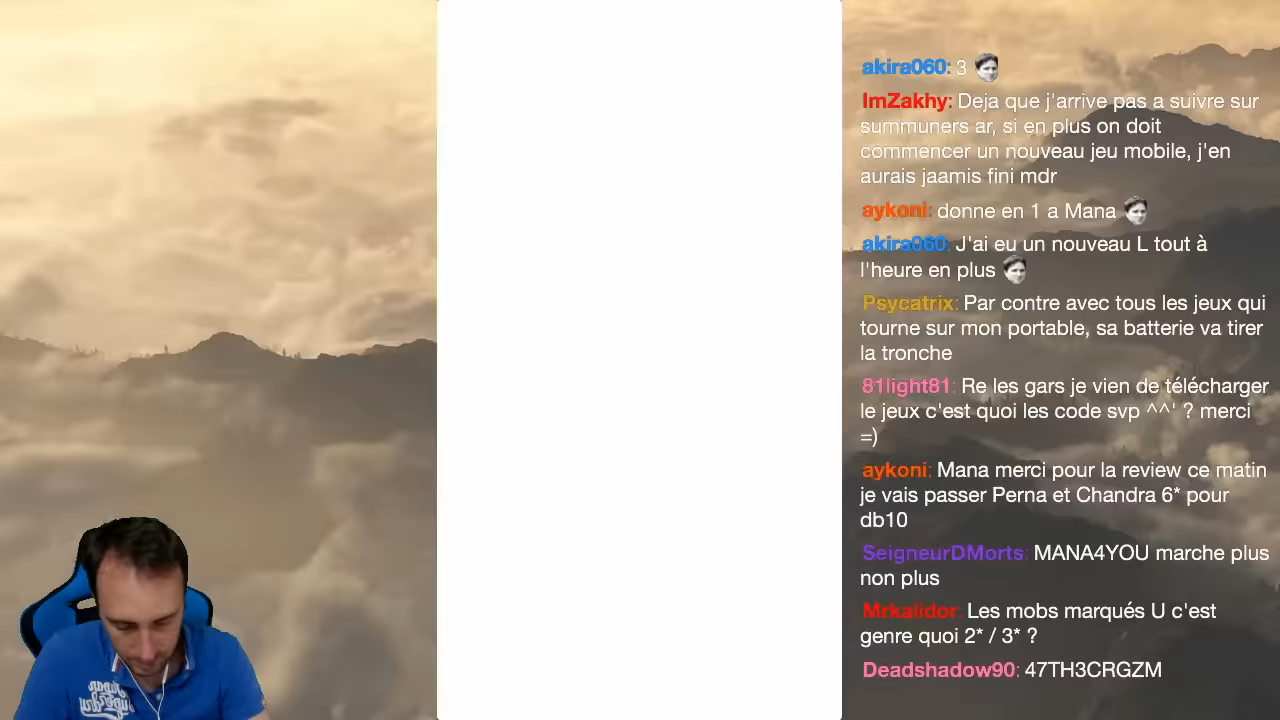 akira060: 3
ImZakhy: Deja que j'arrive pas a suivre sur
summuners ar, si en plus on doit
commencer un nouveau jeu mobile, j'en
aurais jaamis fini mdr
aykoni: donne en 1 a Mana
akira060: J'ai eu un nouveau L tout à
l'heure en plus
Psycatrix: Par contre avec tous les jeux qui
tourne sur mon portable, sa batterie va tirer
la tronche
81light81: Re les gars je vien de télécharger
le jeux c'est quoi les code svp ^^' ? merci
=)
aykoni: Mana merci pour la review ce matin
je vais passer Perna et Chandra 6* pour
db10
SeigneurDMorts: MANA4YOU marche plus
non plus
Mrkalidor: Les mobs marqués U c'est
genre quoi 2* / 3* ?
Deadshadow90: 47TH3CRGZM